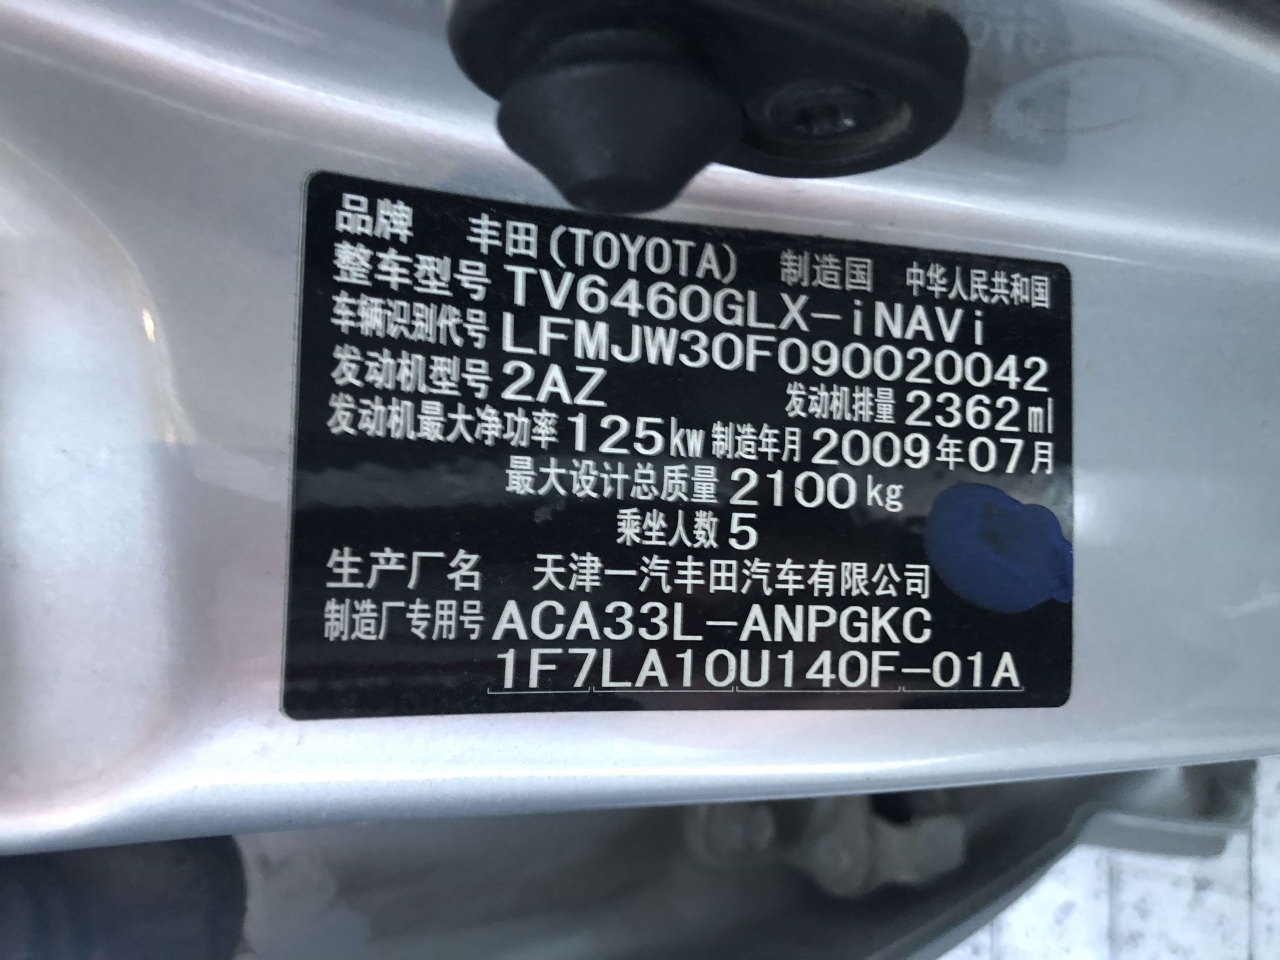 品牌 丰田(TOYOTA) 制造国 中华人民共和国
整车型号 TV6460GLX-iNAVi
车辆识别代号 LFMJW30F090020042
发动机型号 2AZ 发动机排量 2362ml
发动机最大净功率 125kw 制造年月 2009年07月
最大设计总质量 2100kg
乘坐人数 5
生产厂名 天津一汽丰田汽车有限公司
制造厂专用号 ACA33L-ANPGKC
1F7LA10U140F-01A